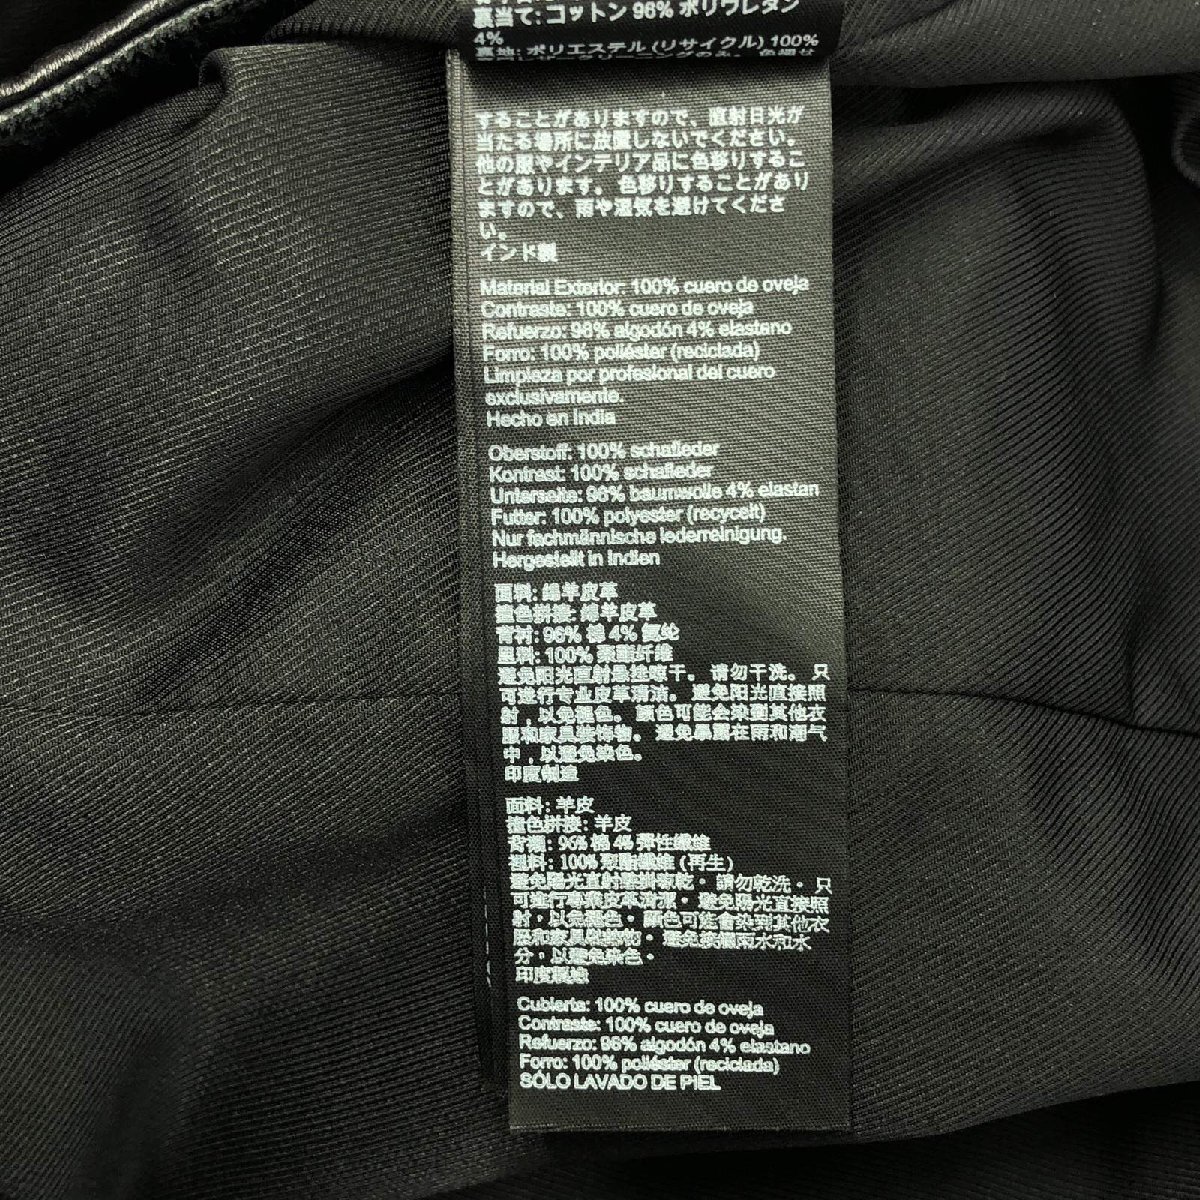 裏当て: コットン 96% ポリウレタン
4%
裏地: ポリエステル (リサイクル) 100%
することがありますので、直射日光が
当たる場所に放置しないでください。
他の服やインテリア品に色移りするこ
とがあります。色移りすることがあり
ますので、雨や湿気を避けてくださ
い。
インド製
Material Exterior: 100% cuero de oveja
Contraste: 100% cuero de oveja
Refuerzo: 96% algodón 4% elastano
Forro: 100% poliéster (reciclada)
Limpieza por profesional del cuero
exclusivamente.
Hecho en India
Oberstoff: 100% schafleder
Kontrast: 100% schafleder
Unterseite: 96% baumwolle 4% elastan
Futter: 100% polyester (recycelt)
Nur fachmännische lederreinigung.
Hergestellt in Indien
面料: 绵羊皮革
撞色拼接: 绵羊皮革
背衬: 96% 棉 4% 氨纶
里料: 100% 聚酯纤维
避免阳光直射悬挂晾干。请勿干洗。只
可进行专业皮革清洁。避免阳光直接照
射，以免褪色。颜色可能会染到其他衣
服和家具装饰物。避免暴露在雨和潮气
中，以避免染色。
印度制造
面料: 羊皮
撞色拼接: 羊皮
背襯: 96% 棉 4% 彈性纖維
裡料: 100% 聚酯纖維 (再生)
避免陽光直射懸掛晾乾。請勿乾洗。只
可進行專業皮革清潔。避免陽光直接照
射，以免褪色。顏色可能會染到其他衣
服和家具裝飾物。避免接觸雨水和水
分，以避免染色。
印度製造
Cubierta: 100% cuero de oveja
Contraste: 100% cuero de oveja
Refuerzo: 96% algodón 4% elastano
Forro: 100% poliéster (reciclada)
SÓLO LAVADO DE PIEL